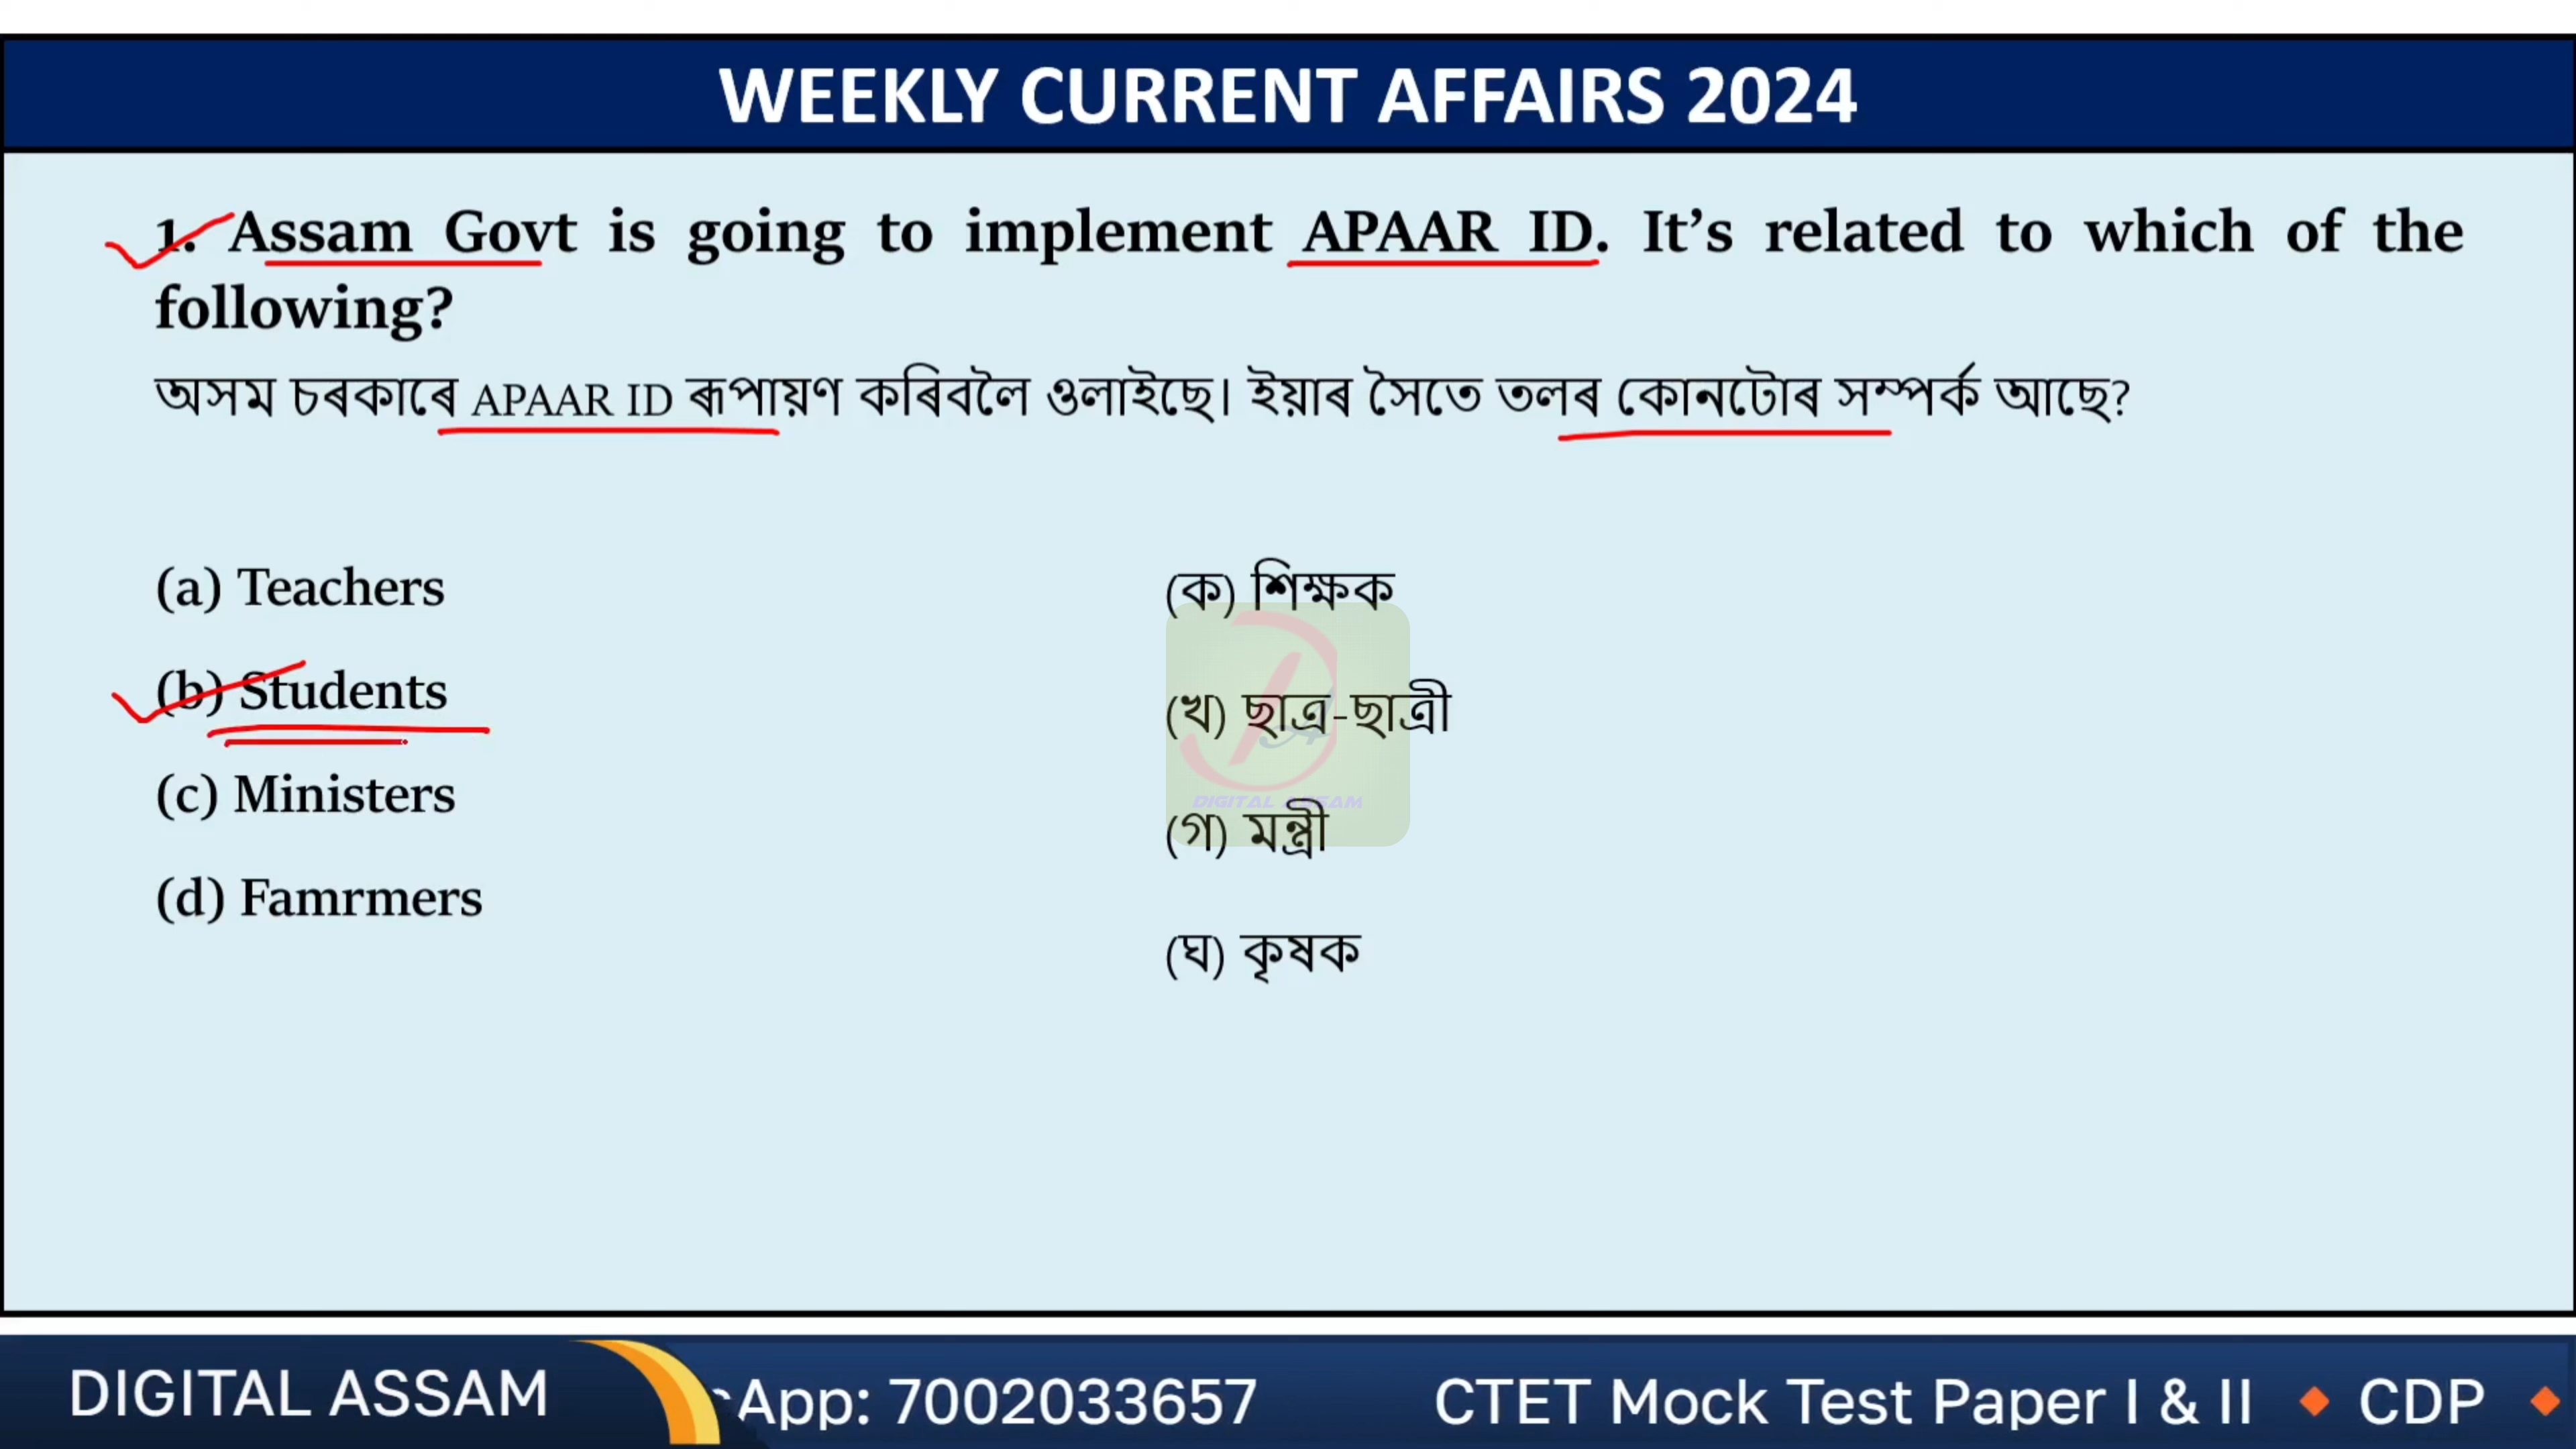 WEEKLY CURRENT AFFAIRS 2024
1. Assam Govt is going to implement APAAR ID. It’s related to which of the
following?
অসম চৰকাৰে APAAR ID ৰূপায়ণ কৰিবলৈ ওলাইছে। ইয়াৰ সৈতে তলৰ কোনটোৰ সম্পৰ্ক আছে?
(a) Teachers
(b) Students
(c) Ministers
(d) Famrmers
(ক) শিক্ষক
(খ) ছাত্ৰ-ছাত্ৰী
(গ) মন্ত্ৰী
(ঘ) কৃষক
DIGITAL ASSAM
DIGITAL ASSAM
App: 7002033657 CTET Mock Test Paper I & II ♦ CDP ♦